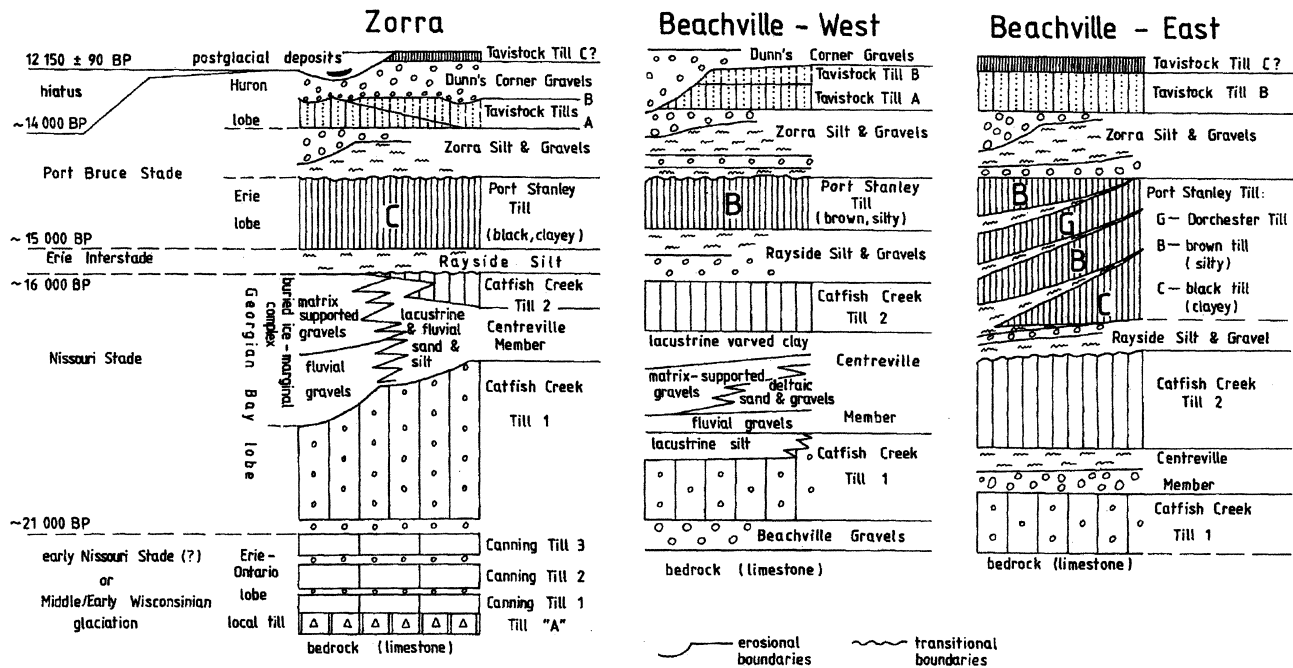 Zorra
12 150 ± 90 BP
postglacial deposits
Tavistock Till C?
hiatus
Huron
Dunn's Corner Gravels
B
Tavistock Tills
~14 000 BP
lobe
A
Zorra Silt & Gravels
Port Bruce Stade
Erie
lobe
C
Port Stanley
Till
(black, clayey)
~15 000 BP
Erie Interstade
Rayside Silt
~16 000 BP
Catfish Creek
Till 2
Georgian Bay lobe
buried ice-marginal
complex
matrix
supported
gravels
lacustrine
& fluvial
sand &
silt
Centreville
Member
Nissouri Stade
fluvial
gravels
Catfish Creek
Till 1
~21 000 BP
early Nissouri Stade (?)
or
Middle/Early Wisconsinian
glaciation
Erie-
Ontario
lobe
local till
Canning Till 3
Canning Till 2
Canning Till 1
Till "A"
bedrock (limestone)
Beachville - West
Dunn's Corner Gravels
Tavistock Till B
Tavistock Till A
Zorra Silt & Gravels
B
Port Stanley
Till
(brown, silty)
Rayside Silt & Gravels
Catfish Creek
Till 2
lacustrine varved clay
Centreville
matrix-supported
gravels
deltaic
sand & gravels
Member
fluvial gravels
lacustrine silt
Catfish Creek
Till 1
Beachville Gravels
bedrock (limestone)
Beachville - East
Tavistock Till C?
Tavistock Till B
Zorra Silt & Gravels
B
G
B
C
Port Stanley Till:
G - Dorchester Till
B - brown till
(silty)
C - black till
(clayey)
Rayside Silt & Gravel
Catfish Creek
Till 2
Centreville
Member
Catfish Creek
Till 1
bedrock (limestone)
erosional
boundaries
transitional
boundaries